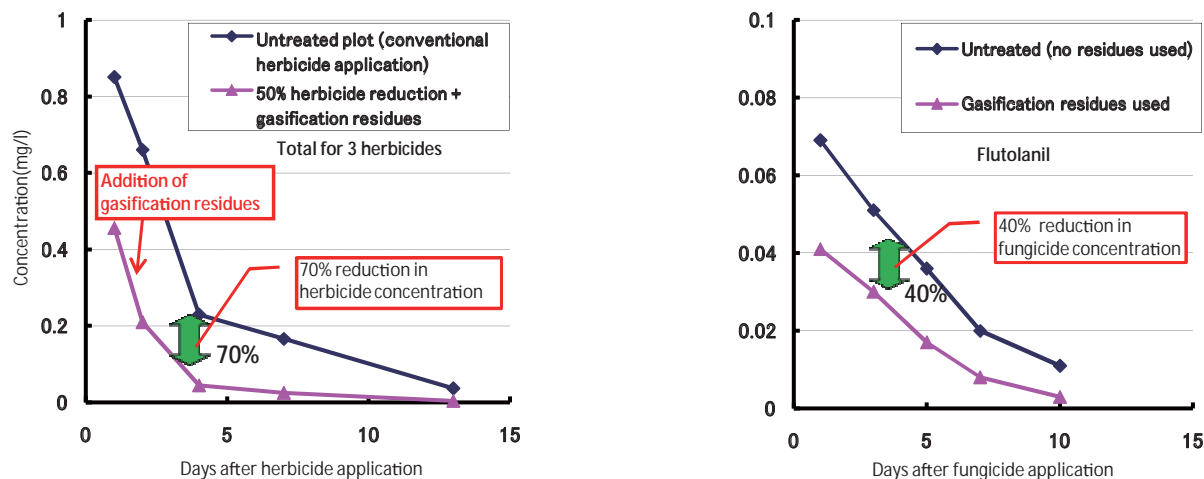 1
0.8
0.6
0.4
0.2
0
0
5
10
15
Concentration(mg/l)
Days after herbicide application
Untreated plot (conventional
herbicide application)
50% herbicide reduction +
gasification residues
Total for 3 herbicides
Addition of
gasification residues
70% reduction in
herbicide concentration
70%
0.1
0.08
0.06
0.04
0.02
0
0
5
10
15
Days after fungicide application
Untreated (no residues used)
Gasification residues used
Flutolanil
40% reduction in
fungicide concentration
40%